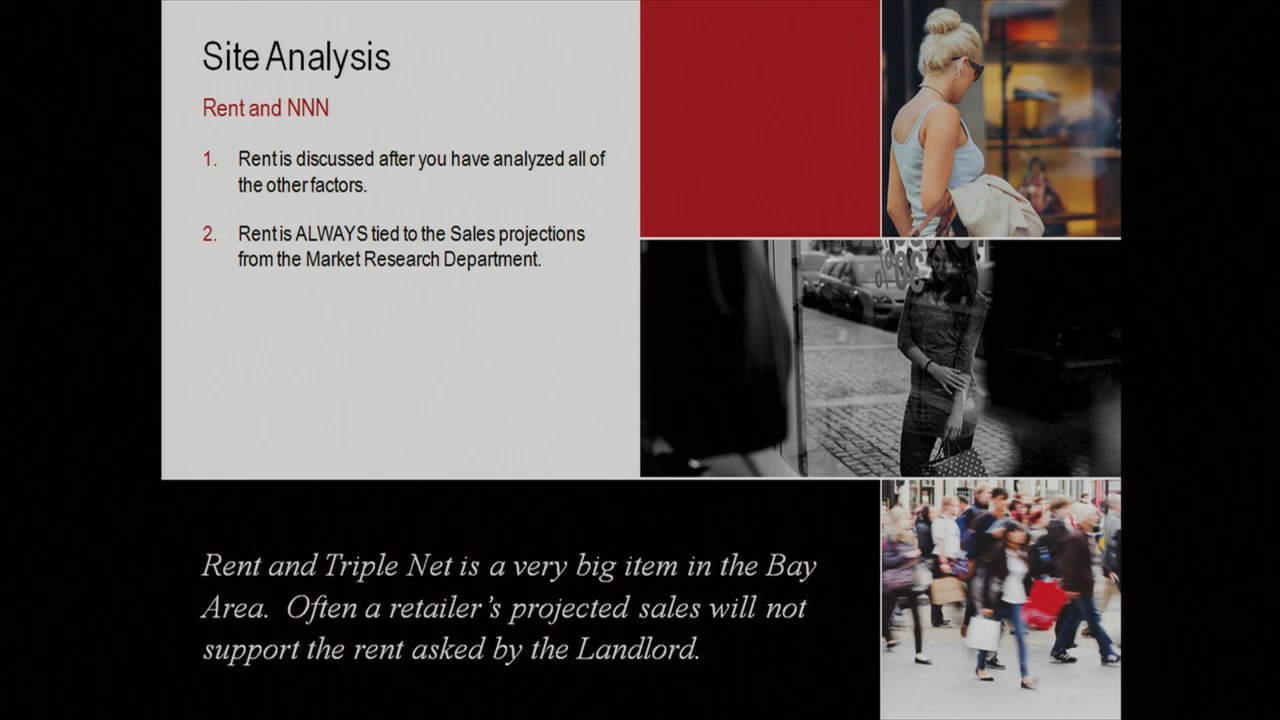 Site Analysis
Rent and NNN
1. Rent is discussed after you have analyzed all of
the other factors.
2. Rent is ALWAYS tied to the Sales projections
from the Market Research Department.
30%
Rent and Triple Net is a very big item in the Bay
Area. Often a retailer's projected sales will not
support the rent asked by the Landlord.